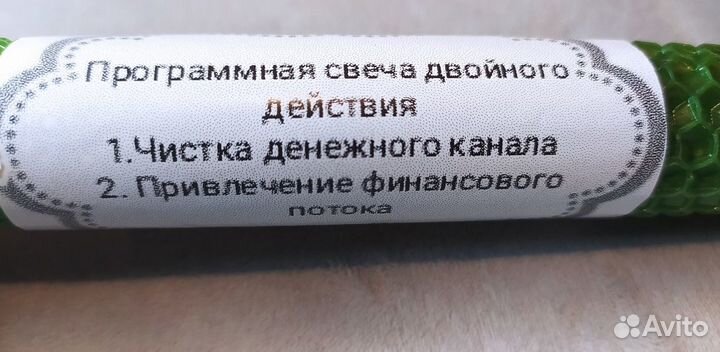 Программная свеча двойного
действия
1.Чистка денежного канала
2. Привлечение финансового
потока
Avito